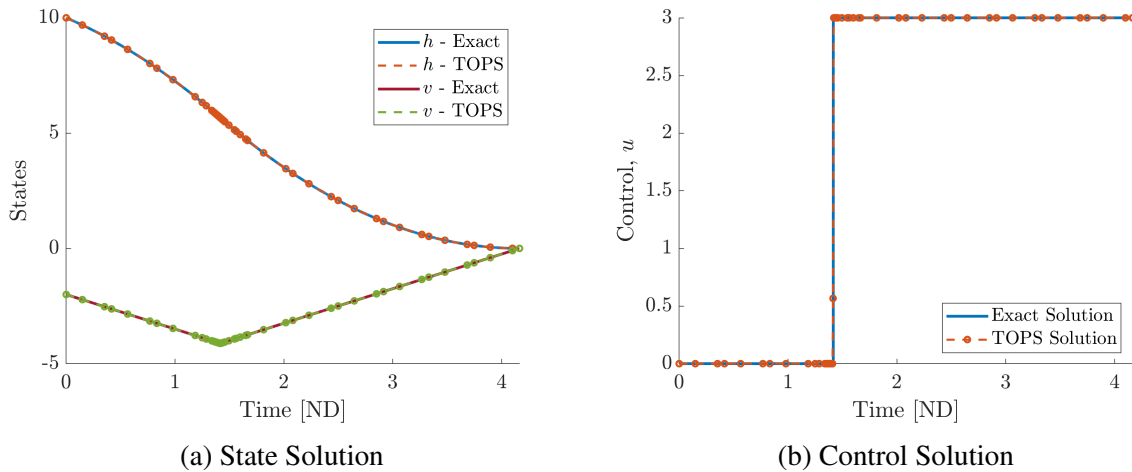 10
5
0
-5
States
0
1
2
3
4
Time [ND]
h - Exact
h - TOPS
v - Exact
v - TOPS
(a) State Solution
3
2.5
2
1.5
1
0.5
0
Control, u
0
1
2
3
4
Time [ND]
Exact Solution
TOPS Solution
(b) Control Solution